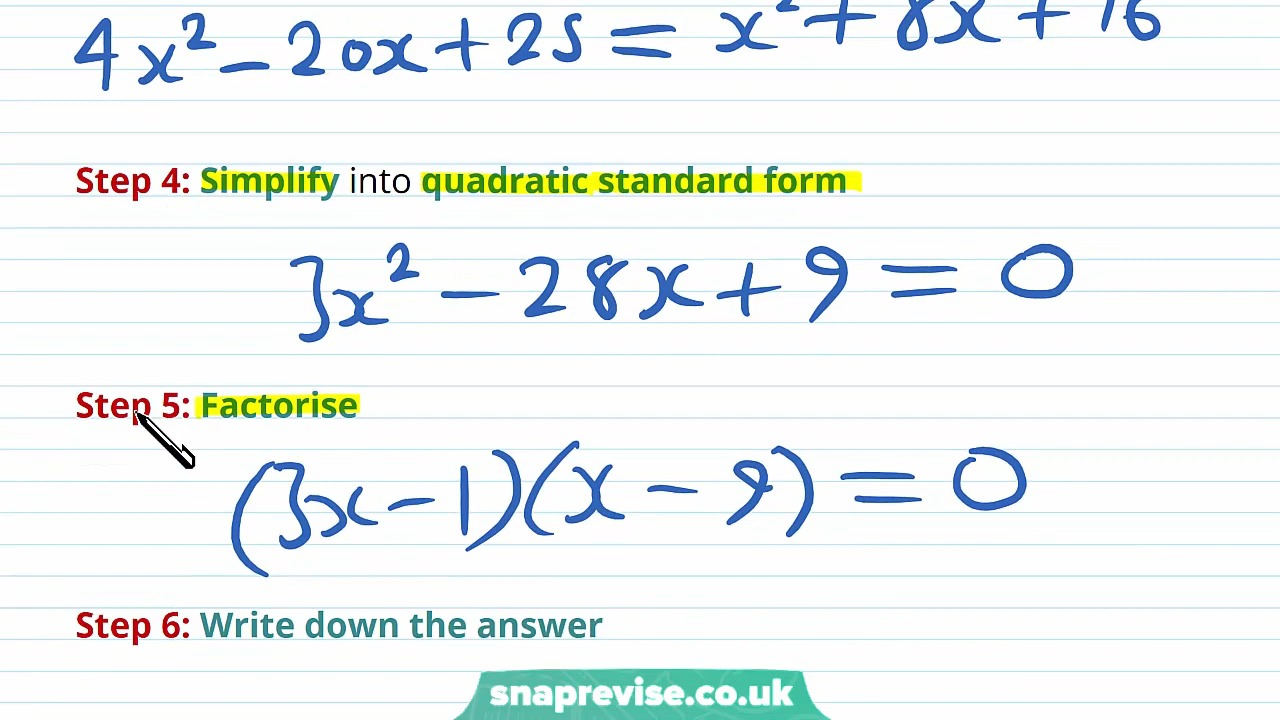 4x² - 20x + 25 = x² + 8x + 16
Step 4: Simplify into quadratic standard form
3x² - 28x + 9 = 0
Step 5: Factorise
(3x - 1)(x - 9) = 0
Step 6: Write down the answer
snaprevise.co.uk